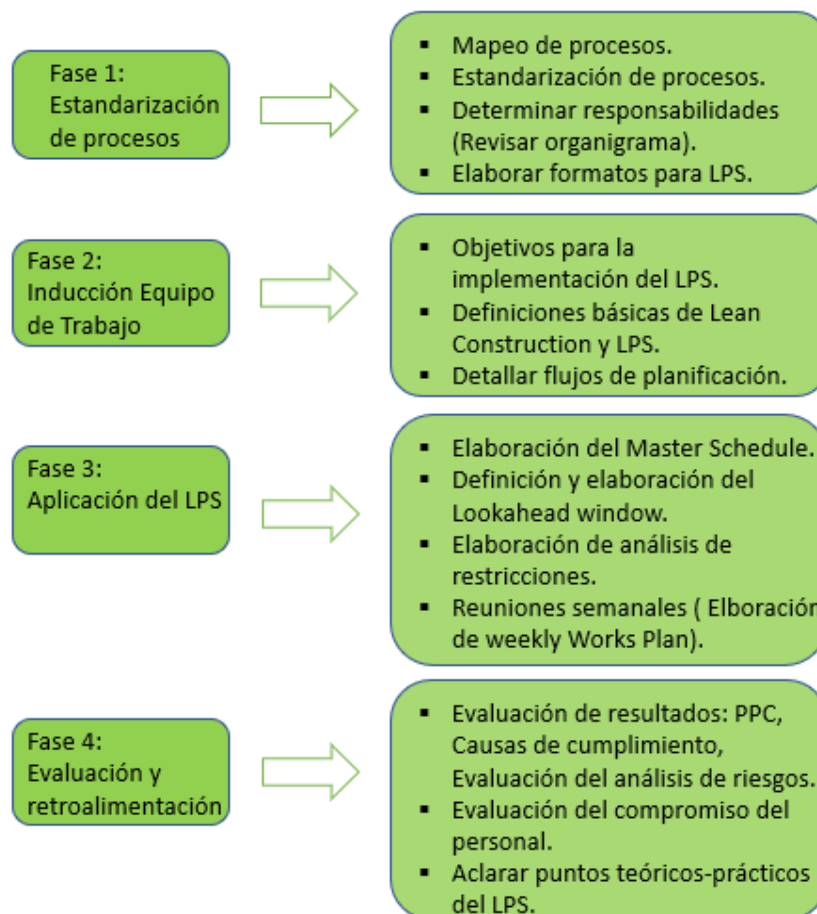 Fase 1:
Estandarización
de procesos
▪ Mapeo de procesos.
▪ Estandarización de procesos.
▪ Determinar responsabilidades
(Revisar organigrama).
▪ Elaborar formatos para LPS.
Fase 2:
Inducción Equipo
de Trabajo
▪ Objetivos para la
implementación del LPS.
▪ Definiciones básicas de Lean
Construction y LPS.
▪ Detallar flujos de planificación.
Fase 3:
Aplicación del LPS
▪ Elaboración del Master Schedule.
▪ Definición y elaboración del
Lookahead window.
▪ Elaboración de análisis de
restricciones.
▪ Reuniones semanales ( Elboración
de weekly Works Plan).
Fase 4:
Evaluación y
retroalimentación
▪ Evaluación de resultados: PPC,
Causas de cumplimiento,
Evaluación del análisis de riesgos.
▪ Evaluación del compromiso del
personal.
▪ Aclarar puntos teóricos-prácticos
del LPS.